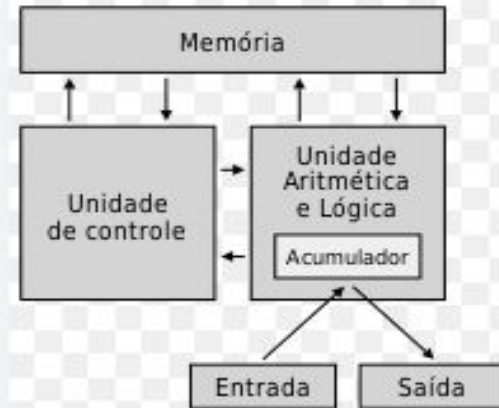 Memória
Unidade
de controle
Unidade
Aritmética
e Lógica
Acumulador
Entrada
Saída